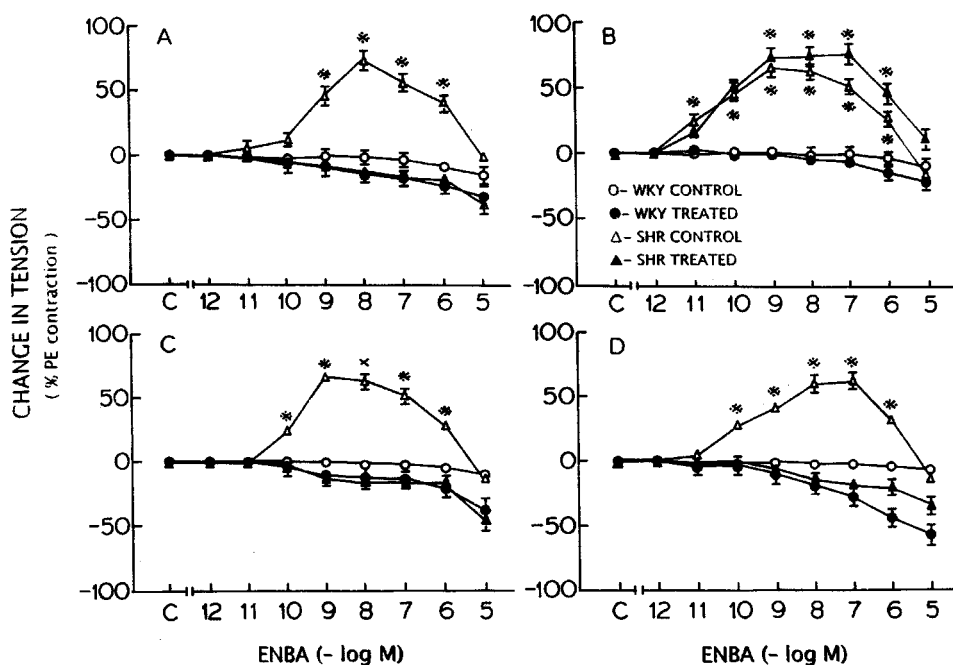 CHANGE IN TENSION
( % PE contraction )
A
100
50
0
-50
-100
C 12 11 10 9 8 7 6 5
B
100
50
0
-50
-100
○- WKY CONTROL
●- WKY TREATED
△- SHR CONTROL
▲- SHR TREATED
C 12 11 10 9 8 7 6 5
C
100
50
0
-50
-100
C 12 11 10 9 8 7 6 5
ENBA (- log M)
D
100
50
0
-50
-100
C 12 11 10 9 8 7 6 5
ENBA (- log M)